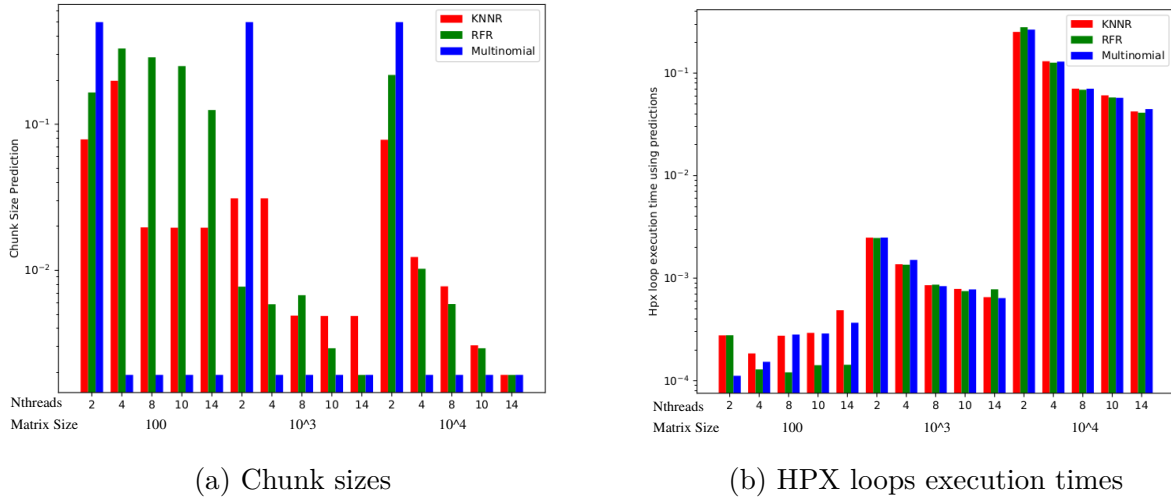 KNNR
RFR
Multinomial
Chunk Size Prediction
10^{-1}
10^{-2}
Nthreads 2 4 8 10 14 2 4 8 10 14 2 4 8 10 14
Matrix Size 100 10^3 10^4
(a) Chunk sizes
KNNR
RFR
Multinomial
Hpx loop execution time using predictions
10^{-1}
10^{-2}
10^{-3}
10^{-4}
Nthreads 2 4 8 10 14 2 4 8 10 14 2 4 8 10 14
Matrix Size 100 10^3 10^4
(b) HPX loops execution times